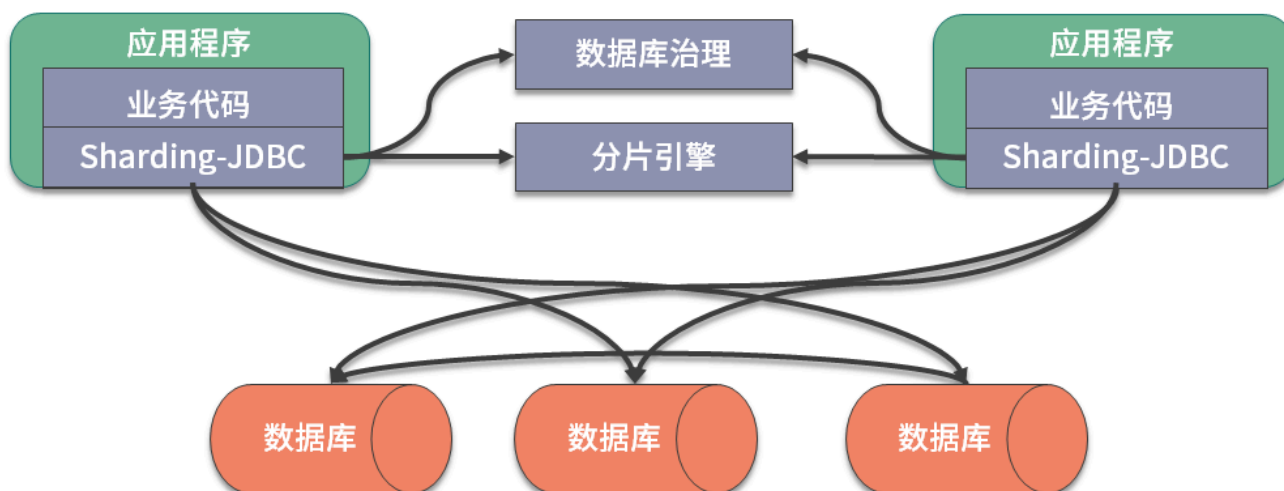 应用程序
业务代码
Sharding-JDBC
数据库治理
分片引擎
应用程序
业务代码
Sharding-JDBC
数据库
数据库
数据库